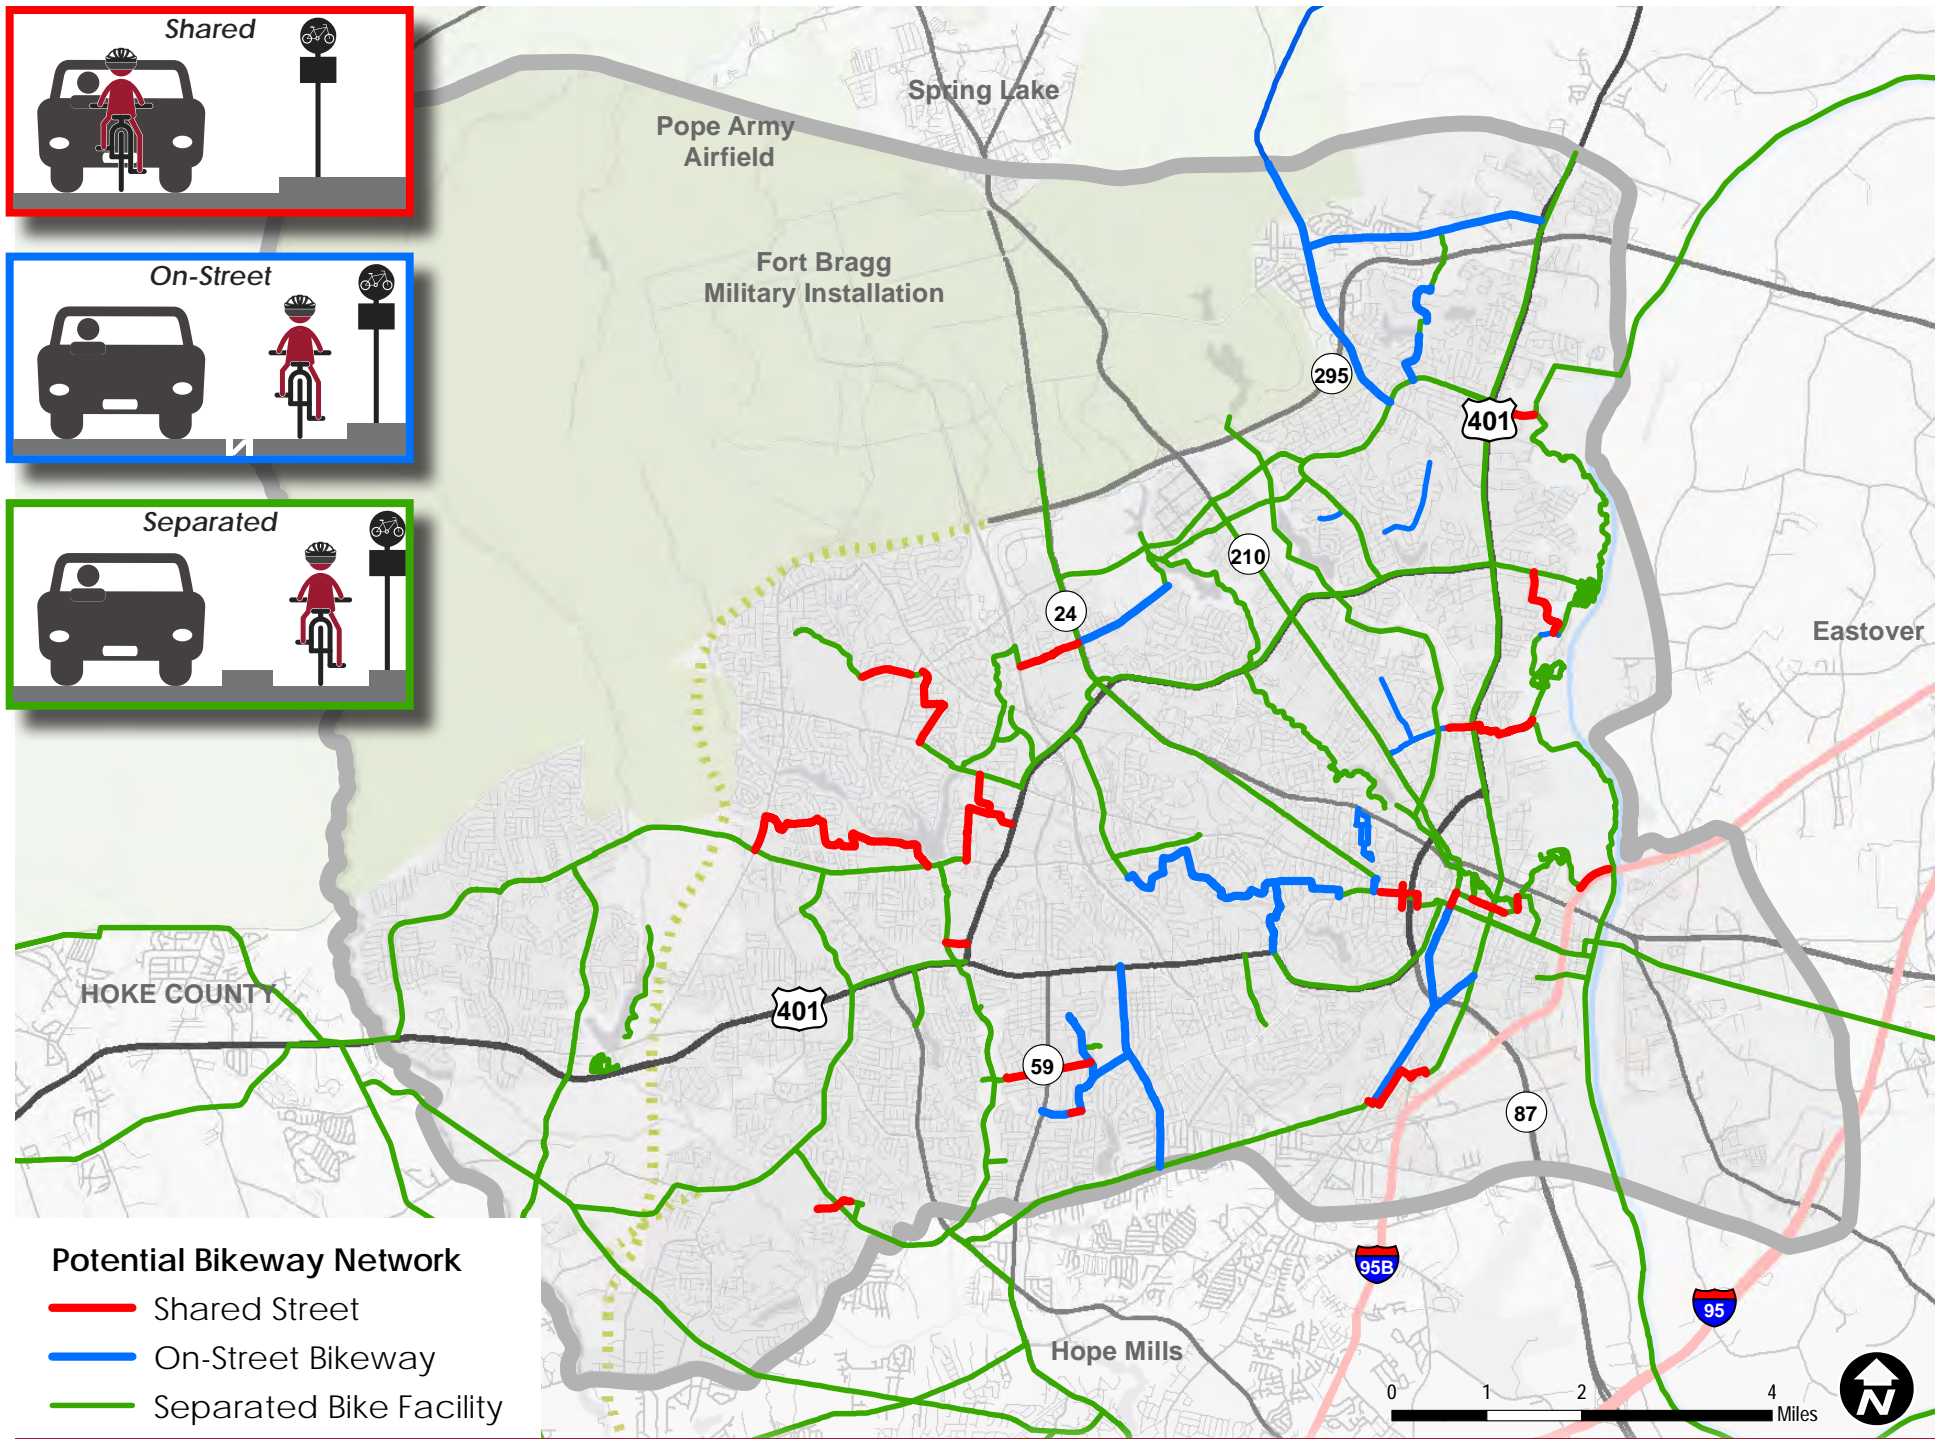 Shared
On-Street
Separated
Spring Lake
Pope Army
Airfield
Fort Bragg
Military Installation
295
401
210
24
Eastover
HOKE COUNTY
401
59
87
95B
95
Hope Mills
Potential Bikeway Network
Shared Street
On-Street Bikeway
Separated Bike Facility
0 1 2 4
Miles
N